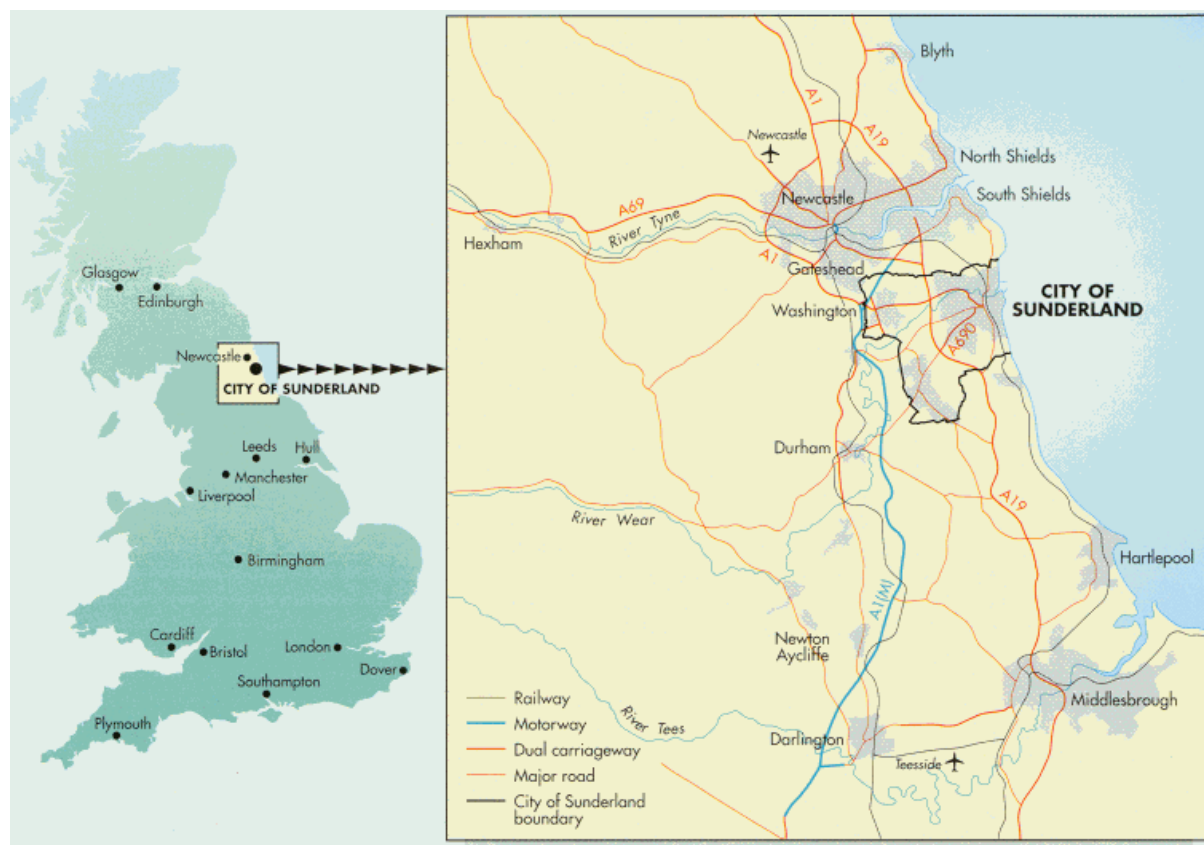 Glasgow
Edinburgh
Newcastle
CITY OF SUNDERLAND
Leeds
Hull
Manchester
Liverpool
Birmingham
Cardiff
Bristol
London
Dover
Southampton
Plymouth
Blyth
A1
A19
Newcastle
North Shields
South Shields
Newcastle
A69
River Tyne
Hexham
A1
Gateshead
Washington
CITY OF
SUNDERLAND
A690
Durham
A19
River Wear
Hartlepool
A1(M)
Newton
Aycliffe
Middlesbrough
River Tees
Darlington
Teesside
Railway
Motorway
Dual carriageway
Major road
City of Sunderland
boundary